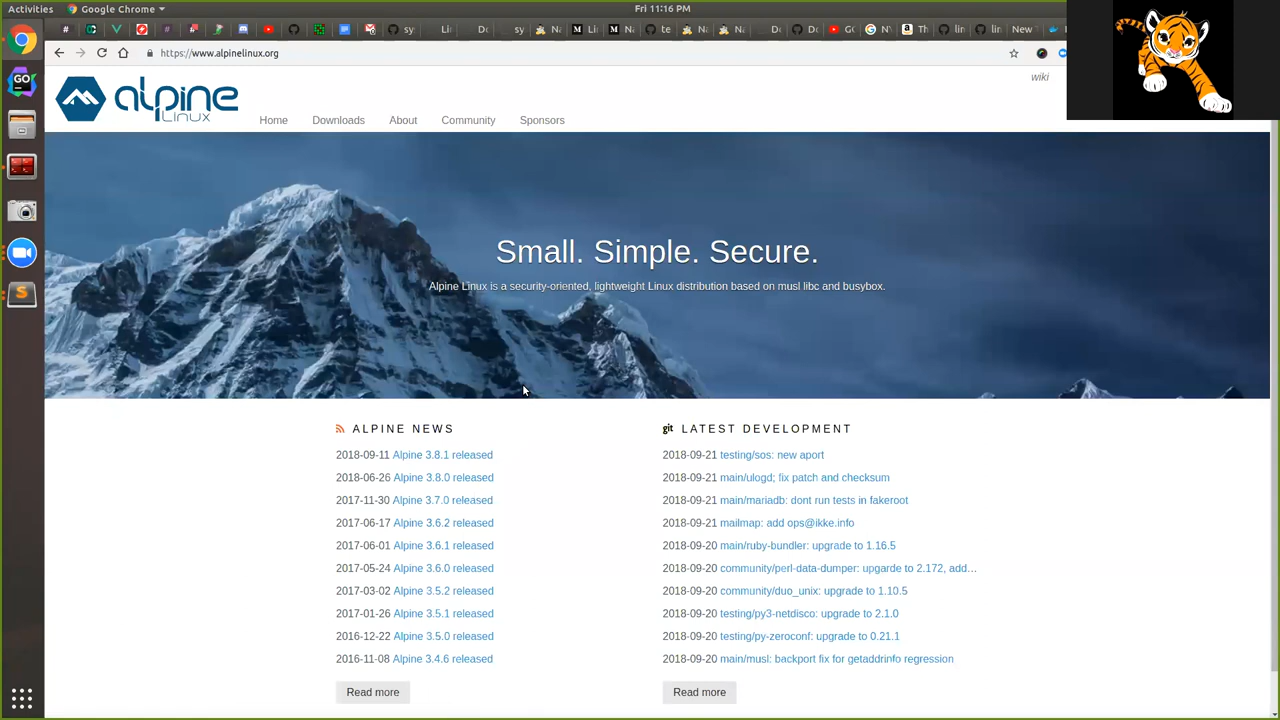 Activities
Google Chrome
Fri 11:16 PM
https://www.alpinelinux.org
wiki
alpine
Linux
Home
Downloads
About
Community
Sponsors
Small. Simple. Secure.
Alpine Linux is a security-oriented, lightweight Linux distribution based on musl libc and busybox.
ALPINE NEWS
2018-09-11 Alpine 3.8.1 released
2018-06-26 Alpine 3.8.0 released
2017-11-30 Alpine 3.7.0 released
2017-06-17 Alpine 3.6.2 released
2017-06-01 Alpine 3.6.1 released
2017-05-24 Alpine 3.6.0 released
2017-03-02 Alpine 3.5.2 released
2017-01-26 Alpine 3.5.1 released
2016-12-22 Alpine 3.5.0 released
2016-11-08 Alpine 3.4.6 released
Read more
git LATEST DEVELOPMENT
2018-09-21 testing/sos: new aport
2018-09-21 main/ulogd; fix patch and checksum
2018-09-21 main/mariadb: dont run tests in fakeroot
2018-09-21 mailmap: add ops@ikke.info
2018-09-20 main/ruby-bundler: upgrade to 1.16.5
2018-09-20 community/perl-data-dumper: upgarde to 2.172, add…
2018-09-20 community/duo_unix: upgrade to 1.10.5
2018-09-20 testing/py3-netdisco: upgrade to 2.1.0
2018-09-20 testing/py-zeroconf: upgrade to 0.21.1
2018-09-20 main/musl: backport fix for getaddrinfo regression
Read more
GO
S